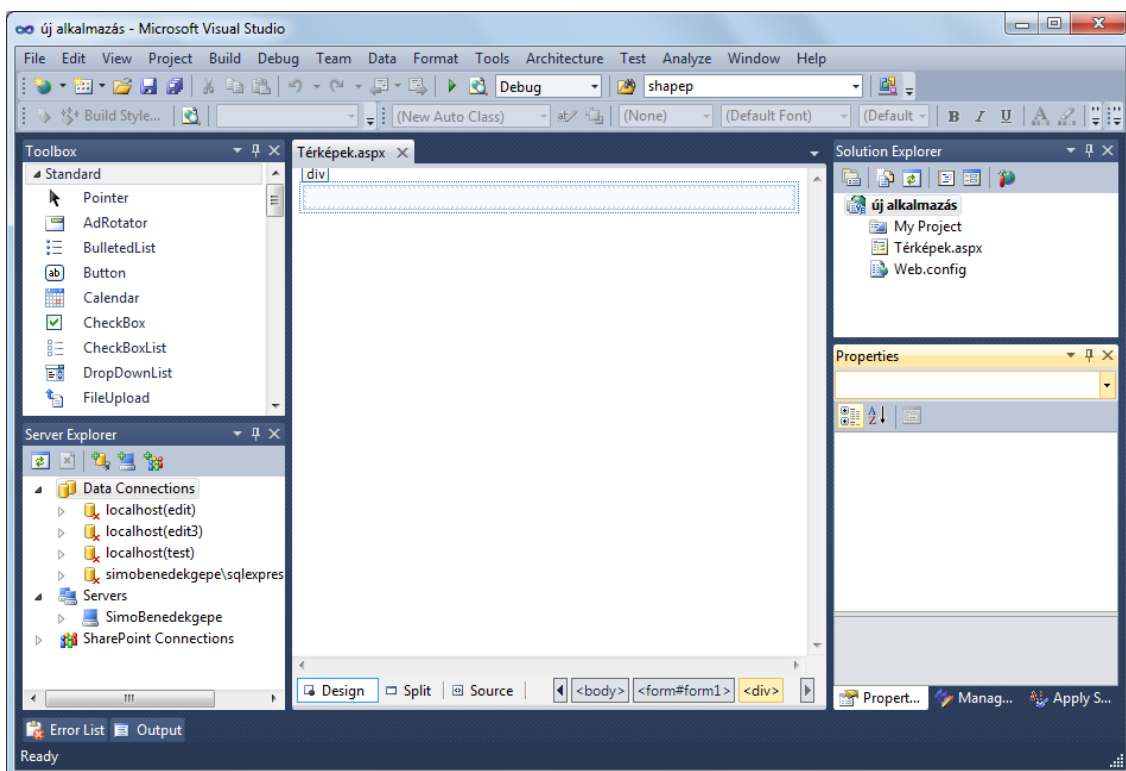 új alkalmazás - Microsoft Visual Studio
File Edit View Project Build Debug Team Data Format Tools Architecture Test Analyze Window Help
Debug shapep
Build Style... (New Auto Class) ab (None) (Default Font) (Default B I U A
Toolbox
Standard
Pointer
AdRotator
BulletedList
ab Button
Calendar
CheckBox
CheckBoxList
DropDownList
FileUpload
Server Explorer
Data Connections
localhost(edit)
localhost(edit3)
localhost(test)
simobenedekgepe\sqlexpres
Servers
SimoBenedekgepe
SharePoint Connections
Térképek.aspx
div
Design Split Source <body> <form#form1> <div>
Solution Explorer
új alkalmazás
My Project
Térképek.aspx
Web.config
Properties
A Z
Propert... Manag... Apply S...
Error List Output
Ready